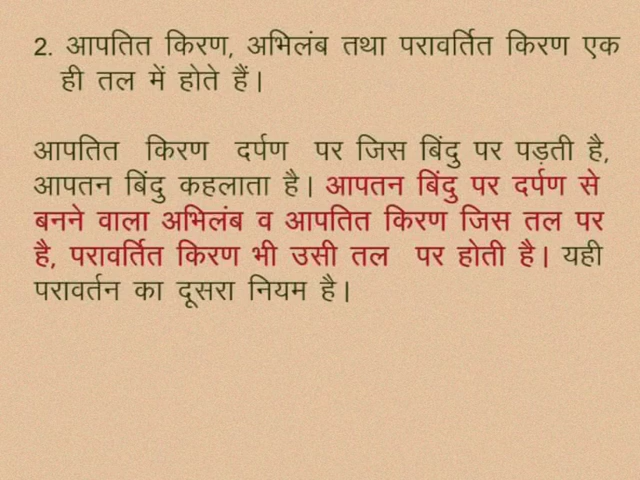 2. आपतित किरण, अभिलंब तथा परावर्तित किरण एक
ही तल में होते हैं।
आपतित किरण दर्पण पर जिस बिंदु पर पड़ती है,
आपतन बिंदु कहलाता है। आपतन बिंदु पर दर्पण से
बनने वाला अभिलंब व आपतित किरण जिस तल पर
है, परावर्तित किरण भी उसी तल पर होती है। यही
परावर्तन का दूसरा नियम है।